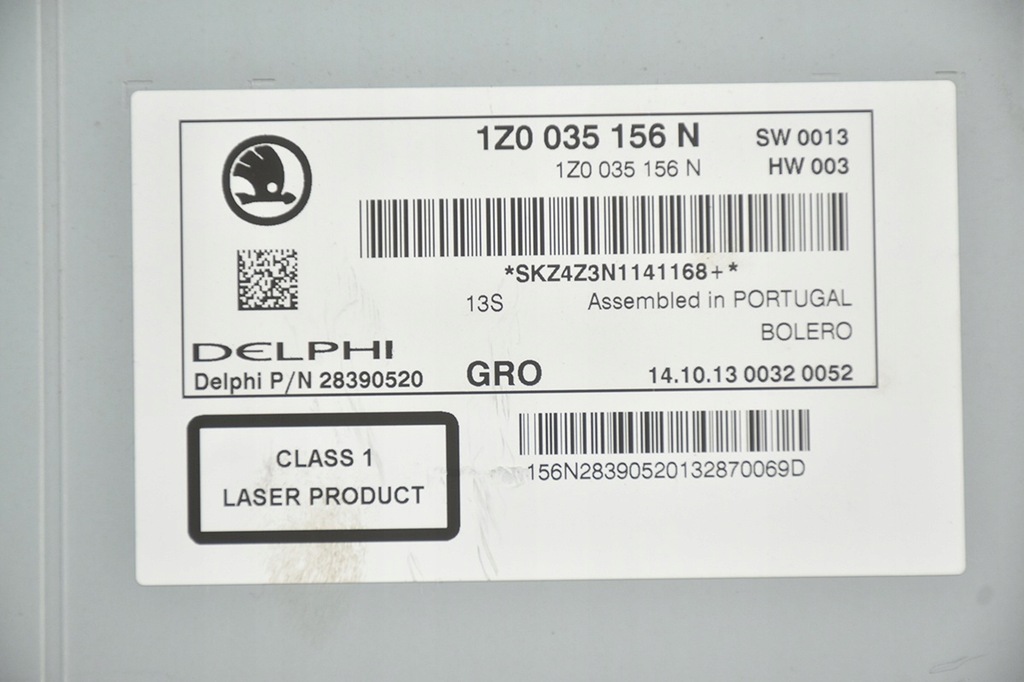 1Z0 035 156 N
SW 0013
1Z0 035 156 N
HW 003
*SKZ4Z3N1141168+*
13S
Assembled in PORTUGAL
BOLERO
DELPHI
Delphi P/N 28390520
GRO
14.10.13 0032 0052
CLASS 1
LASER PRODUCT
156N28390520132870069D